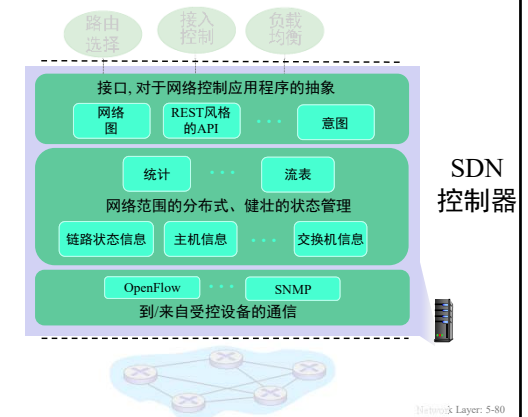 路由
选择
接入
控制
负载
均衡
接口, 对于网络控制应用程序的抽象
网络
图
REST风格
的API
意图
统计
流表
网络范围的分布式、健壮的状态管理
链路状态信息
主机信息
交换机信息
OpenFlow
SNMP
到/来自受控设备的通信
SDN
控制器
Network Layer: 5-80